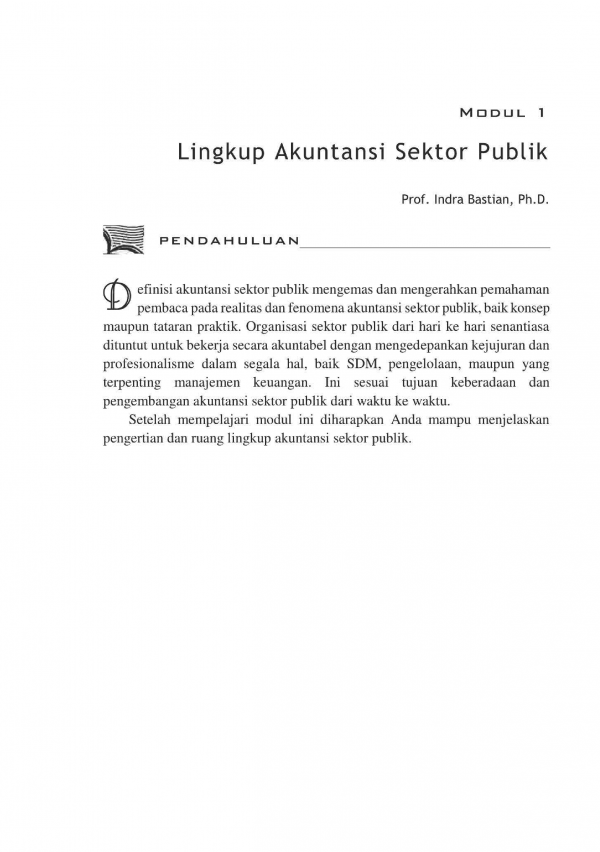 MODUL 1
Lingkup Akuntansi Sektor Publik
Prof. Indra Bastian, Ph.D.
PENDAHULUAN
Definisi akuntansi sektor publik mengemas dan mengerahkan pemahaman
pembaca pada realitas dan fenomena akuntansi sektor publik, baik konsep
maupun tataran praktik. Organisasi sektor publik dari hari ke hari senantiasa
dituntut untuk bekerja secara akuntabel dengan mengedepankan kejujuran dan
profesionalisme dalam segala hal, baik SDM, pengelolaan, maupun yang
terpenting manajemen keuangan. Ini sesuai tujuan keberadaan dan
pengembangan akuntansi sektor publik dari waktu ke waktu.
Setelah mempelajari modul ini diharapkan Anda mampu menjelaskan
pengertian dan ruang lingkup akuntansi sektor publik.